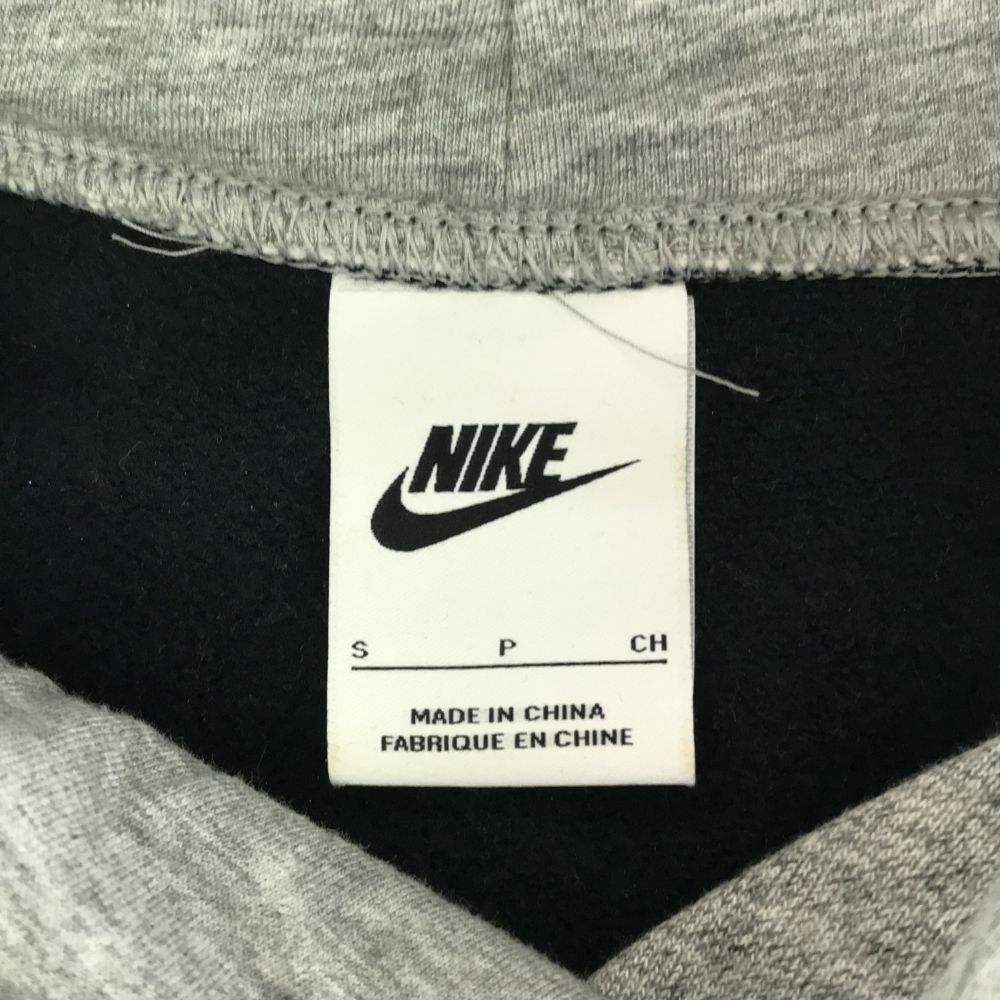 NIKE
S P CH
MADE IN CHINA
FABRIQUE EN CHINE